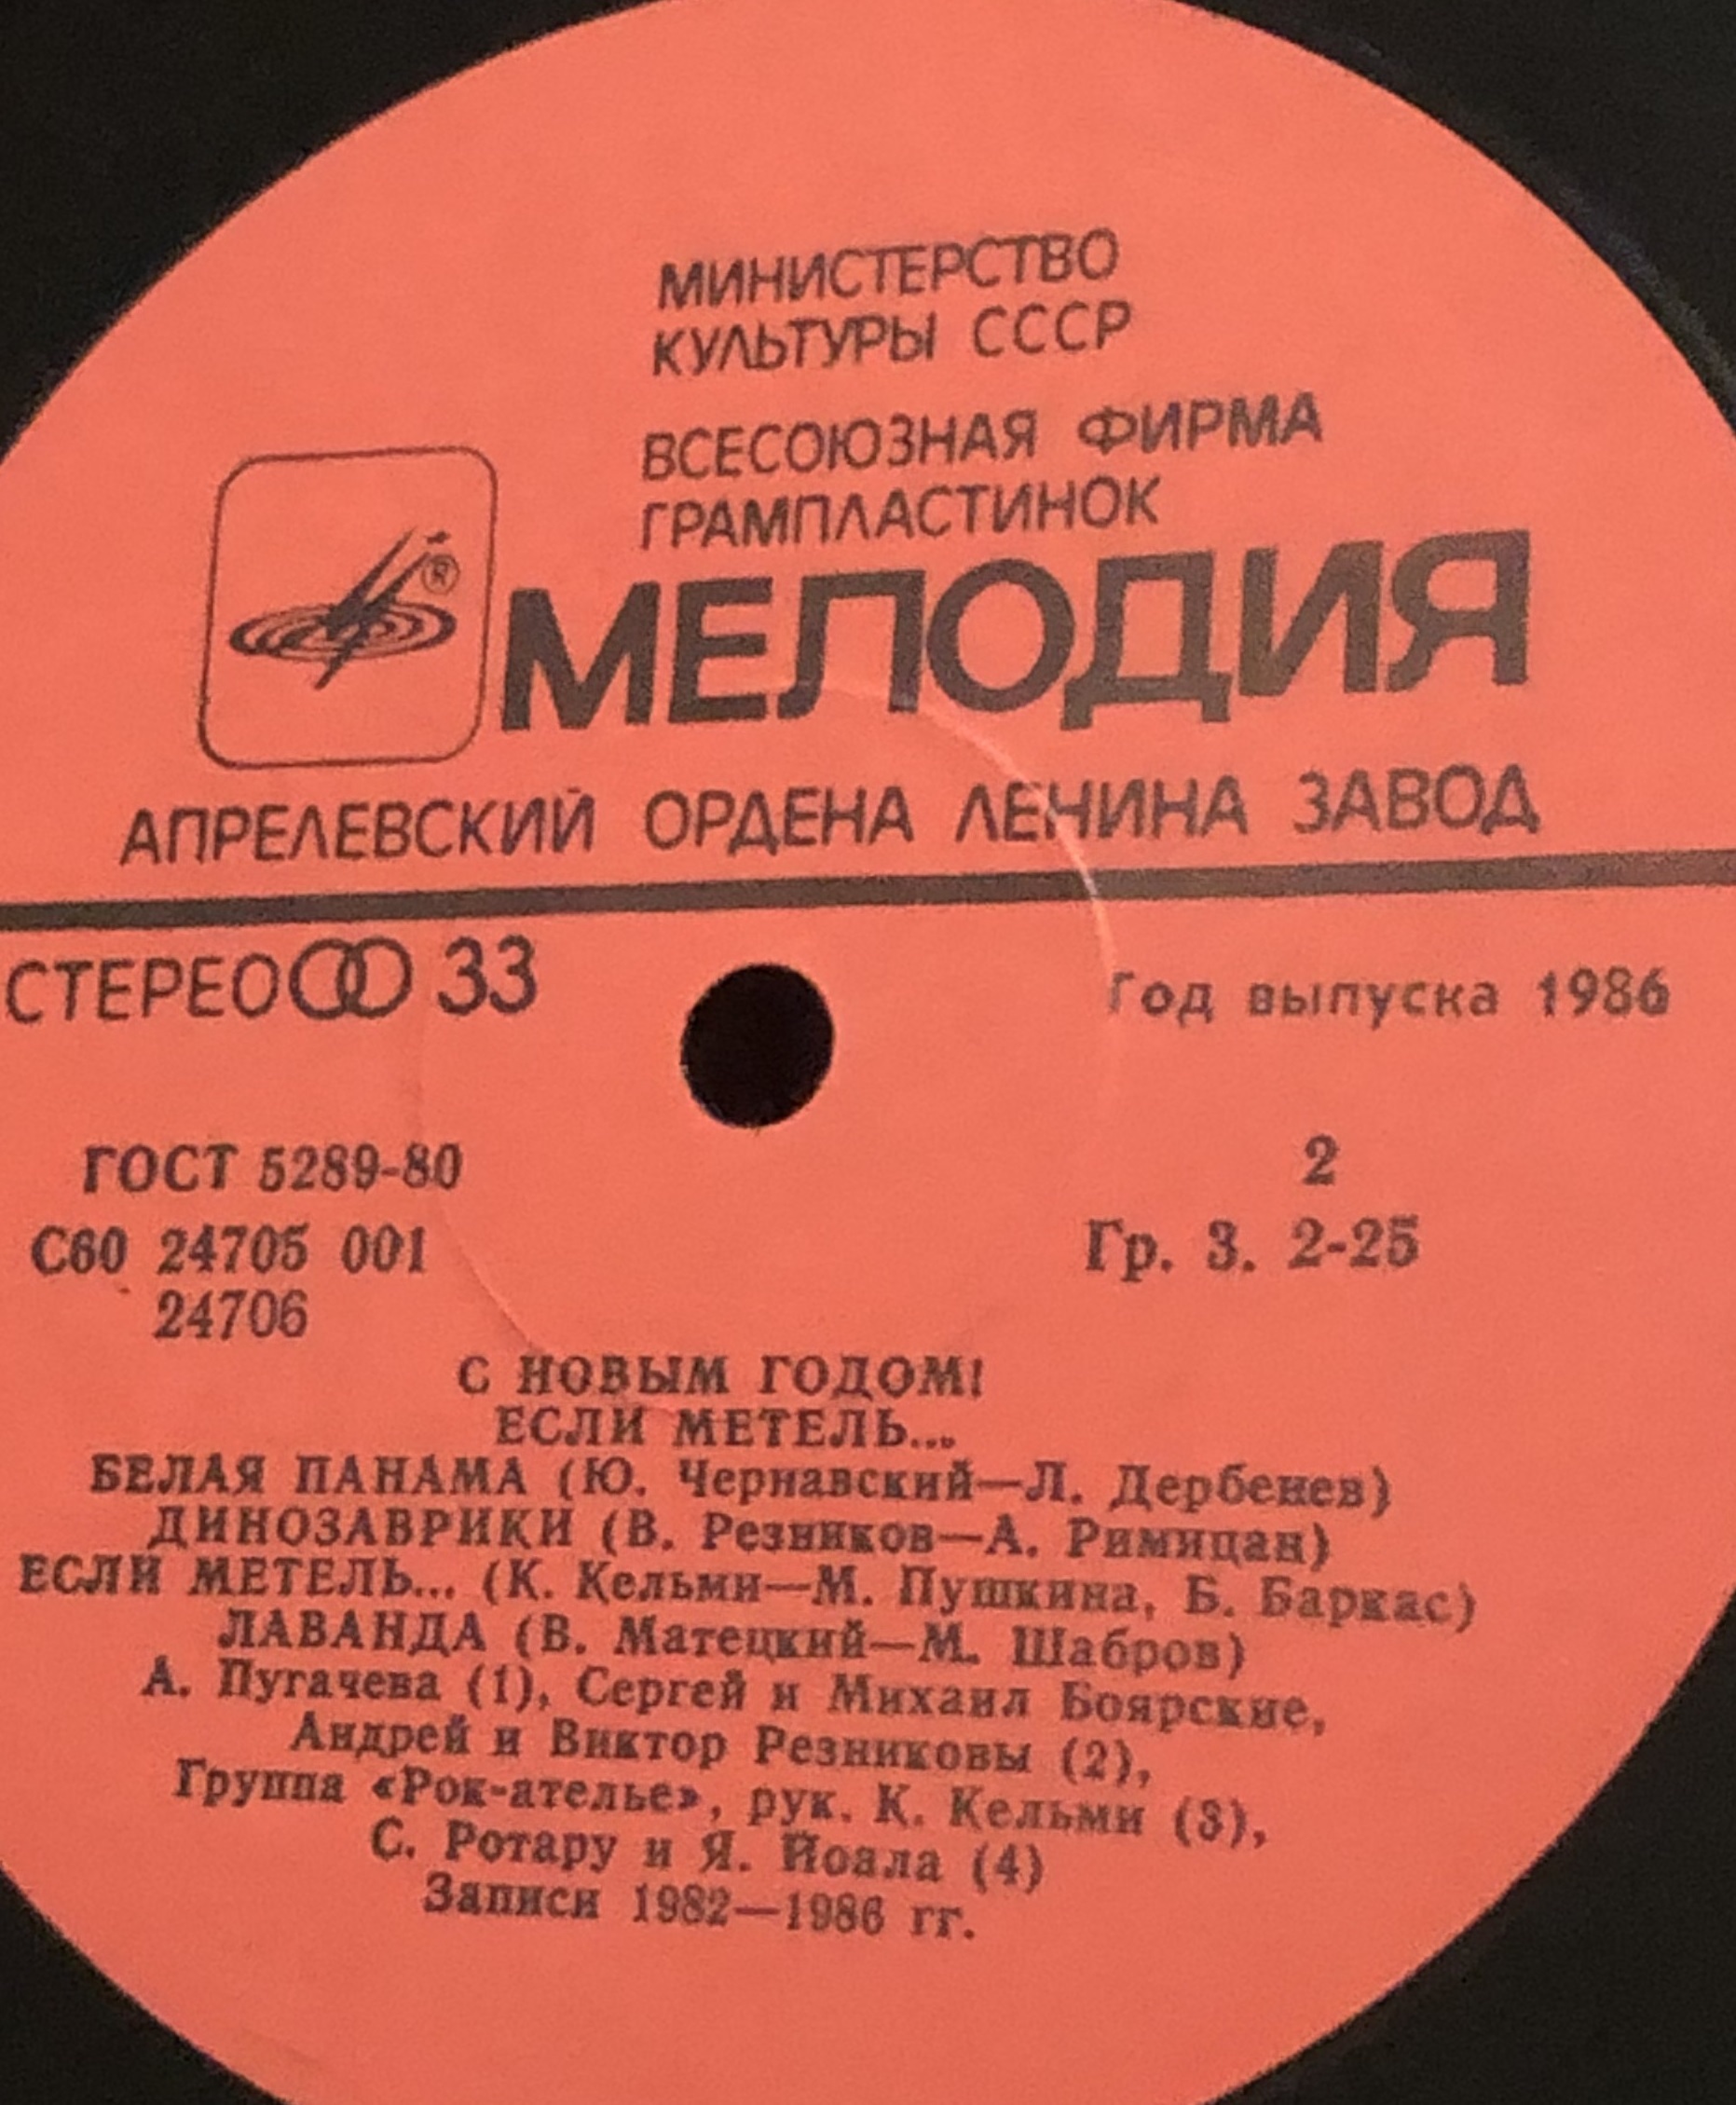 МИНИСТЕРСТВО
КУЛЬТУРЫ СССР
ВСЕСОЮЗНАЯ ФИРМА
ГРАМПЛАСТИНОК
®
МЕЛОДИЯ
АПРЕЛЕВСКИЙ ОРДЕНА ЛЕНИНА ЗАВОД
СТЕРЕО 33
Год выпуска 1986
ГОСТ 5289-80
2
С60 24705 001
Гр. 3. 2-25
24706
С НОВЫМ ГОДОМ!
ЕСЛИ МЕТЕЛЬ...
БЕЛАЯ ПАНАМА (Ю. Чернавский—Л. Дербенев)
ДИНОЗАВРИКИ (В. Резников—А. Римицан)
ЕСЛИ МЕТЕЛЬ... (К. Кельми—М. Пушкина, Б. Баркас)
ЛАВАНДА (В. Матецкий—М. Шабров)
А. Пугачева (1), Сергей и Михаил Боярские,
Андрей и Виктор Резниковы (2),
Группа «Рок-ателье», рук. К. Кельми (3),
С. Ротару и Я. Йоала (4)
Записи 1982—1986 гг.